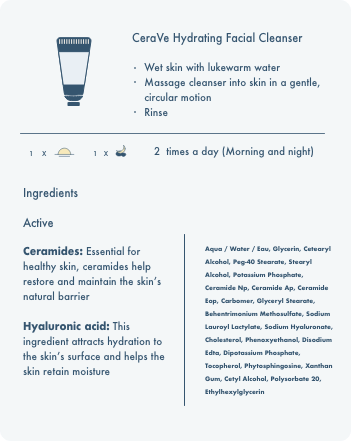 CeraVe Hydrating Facial Cleanser
· Wet skin with lukewarm water
· Massage cleanser into skin in a gentle,
circular motion
· Rinse
1 X 1 X 2 times a day (Morning and night)
Ingredients
Active
Ceramides: Essential for
healthy skin, ceramides help
restore and maintain the skin's
natural barrier
Hyaluronic acid: This
ingredient attracts hydration to
the skin's surface and helps the
skin retain moisture
Aqua / Water / Eau, Glycerin, Cetearyl
Alcohol, Peg-40 Stearate, Stearyl
Alcohol, Potassium Phosphate,
Ceramide Np, Ceramide Ap, Ceramide
Eop, Carbomer, Glyceryl Stearate,
Behentrimonium Methosulfate, Sodium
Lauroyl Lactylate, Sodium Hyaluronate,
Cholesterol, Phenoxyethanol, Disodium
Edta, Dipotassium Phosphate,
Tocopherol, Phytosphingosine, Xanthan
Gum, Cetyl Alcohol, Polysorbate 20,
Ethylhexylglycerin